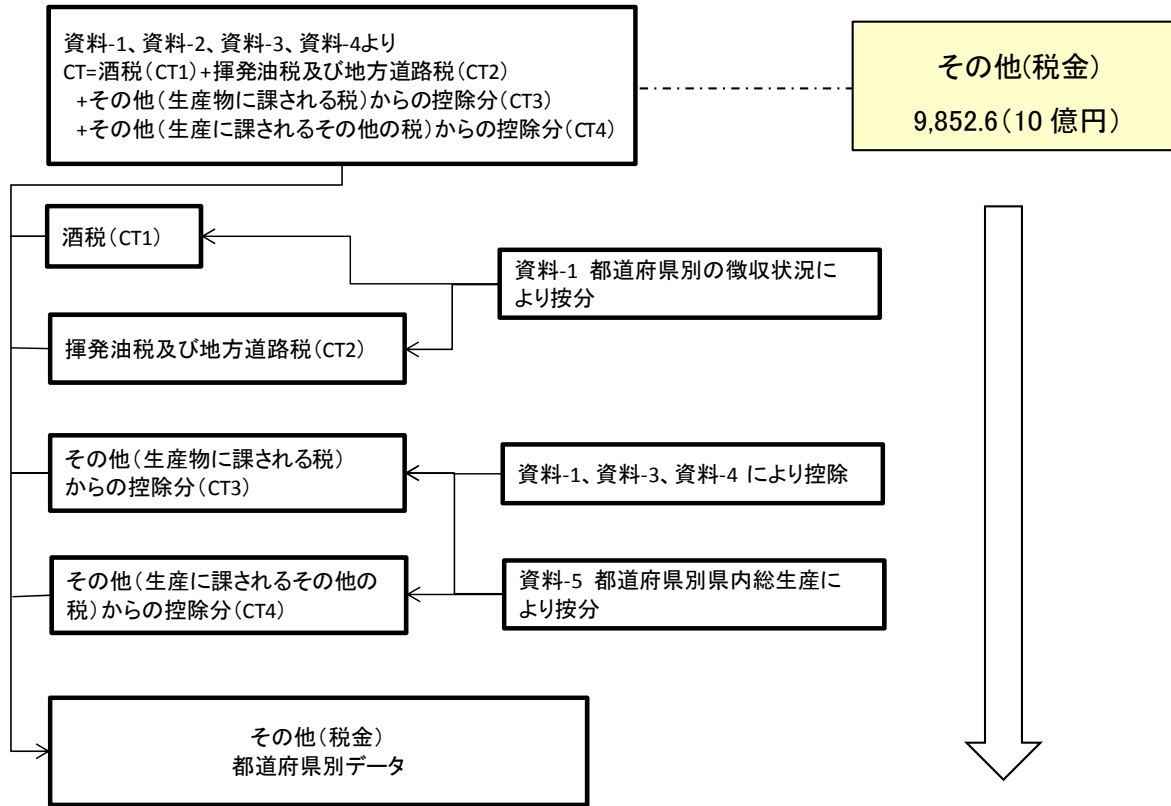 資料-1、資料-2、資料-3、資料-4より
CT=酒税(CT1)+揮発油税及び地方道路税(CT2)
+その他(生産物に課される税)からの控除分(CT3)
+その他(生産に課されるその他の税)からの控除分(CT4)
その他(税金)
9,852.6(10 億円)
酒税(CT1)
資料-1 都道府県別の徴収状況に
より按分
揮発油税及び地方道路税(CT2)
その他(生産物に課される税)
からの控除分(CT3)
資料-1、資料-3、資料-4 により控除
その他(生産に課されるその他の
税)からの控除分(CT4)
資料-5 都道府県別県内総生産に
より按分
その他(税金)
都道府県別データ